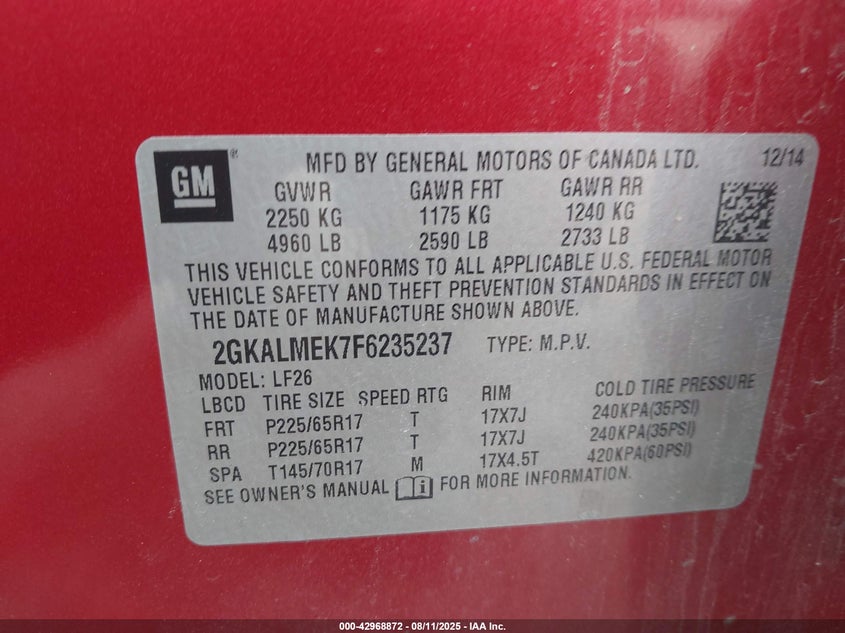 GM ® MFD BY GENERAL MOTORS OF CANADA LTD. 12/14
GVWR GAWR FRT GAWR RR
2250 KG 1175 KG 1240 KG
4960 LB 2590 LB 2733 LB
THIS VEHICLE CONFORMS TO ALL APPLICABLE U.S. FEDERAL MOTOR
VEHICLE SAFETY AND THEFT PREVENTION STANDARDS IN EFFECT ON
THE DATE OF MANUFACTURE SHOWN ABOVE.
2GKALMEK7F6235237 TYPE: M.P.V.
MODEL: LF26
LBCD TIRE SIZE SPEED RTG RIM COLD TIRE PRESSURE
FRT P225/65R17 T 17X7J 240KPA(35PSI)
RR P225/65R17 T 17X7J 240KPA(35PSI)
SPA T145/70R17 M 17X4.5T 420KPA(60PSI)
SEE OWNER'S MANUAL i FOR MORE INFORMATION.
000-42968872 - 08/11/2025 - IAA Inc.